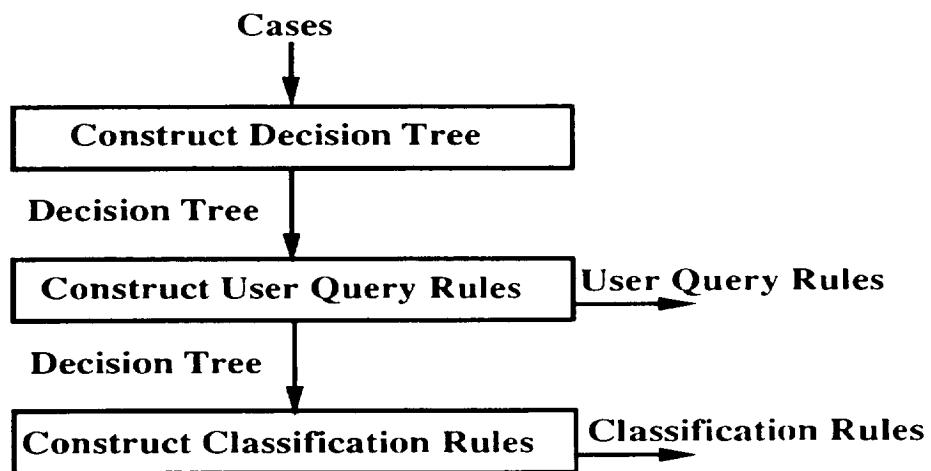 Cases
Construct Decision Tree
Decision Tree
Construct User Query Rules
User Query Rules
Decision Tree
Construct Classification Rules
Classification Rules